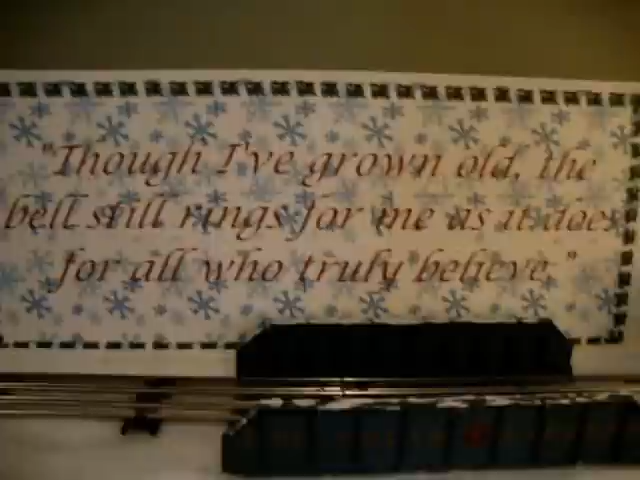 "Though I've grown old, the
bell still rings for me as it does
for all who truly believe."